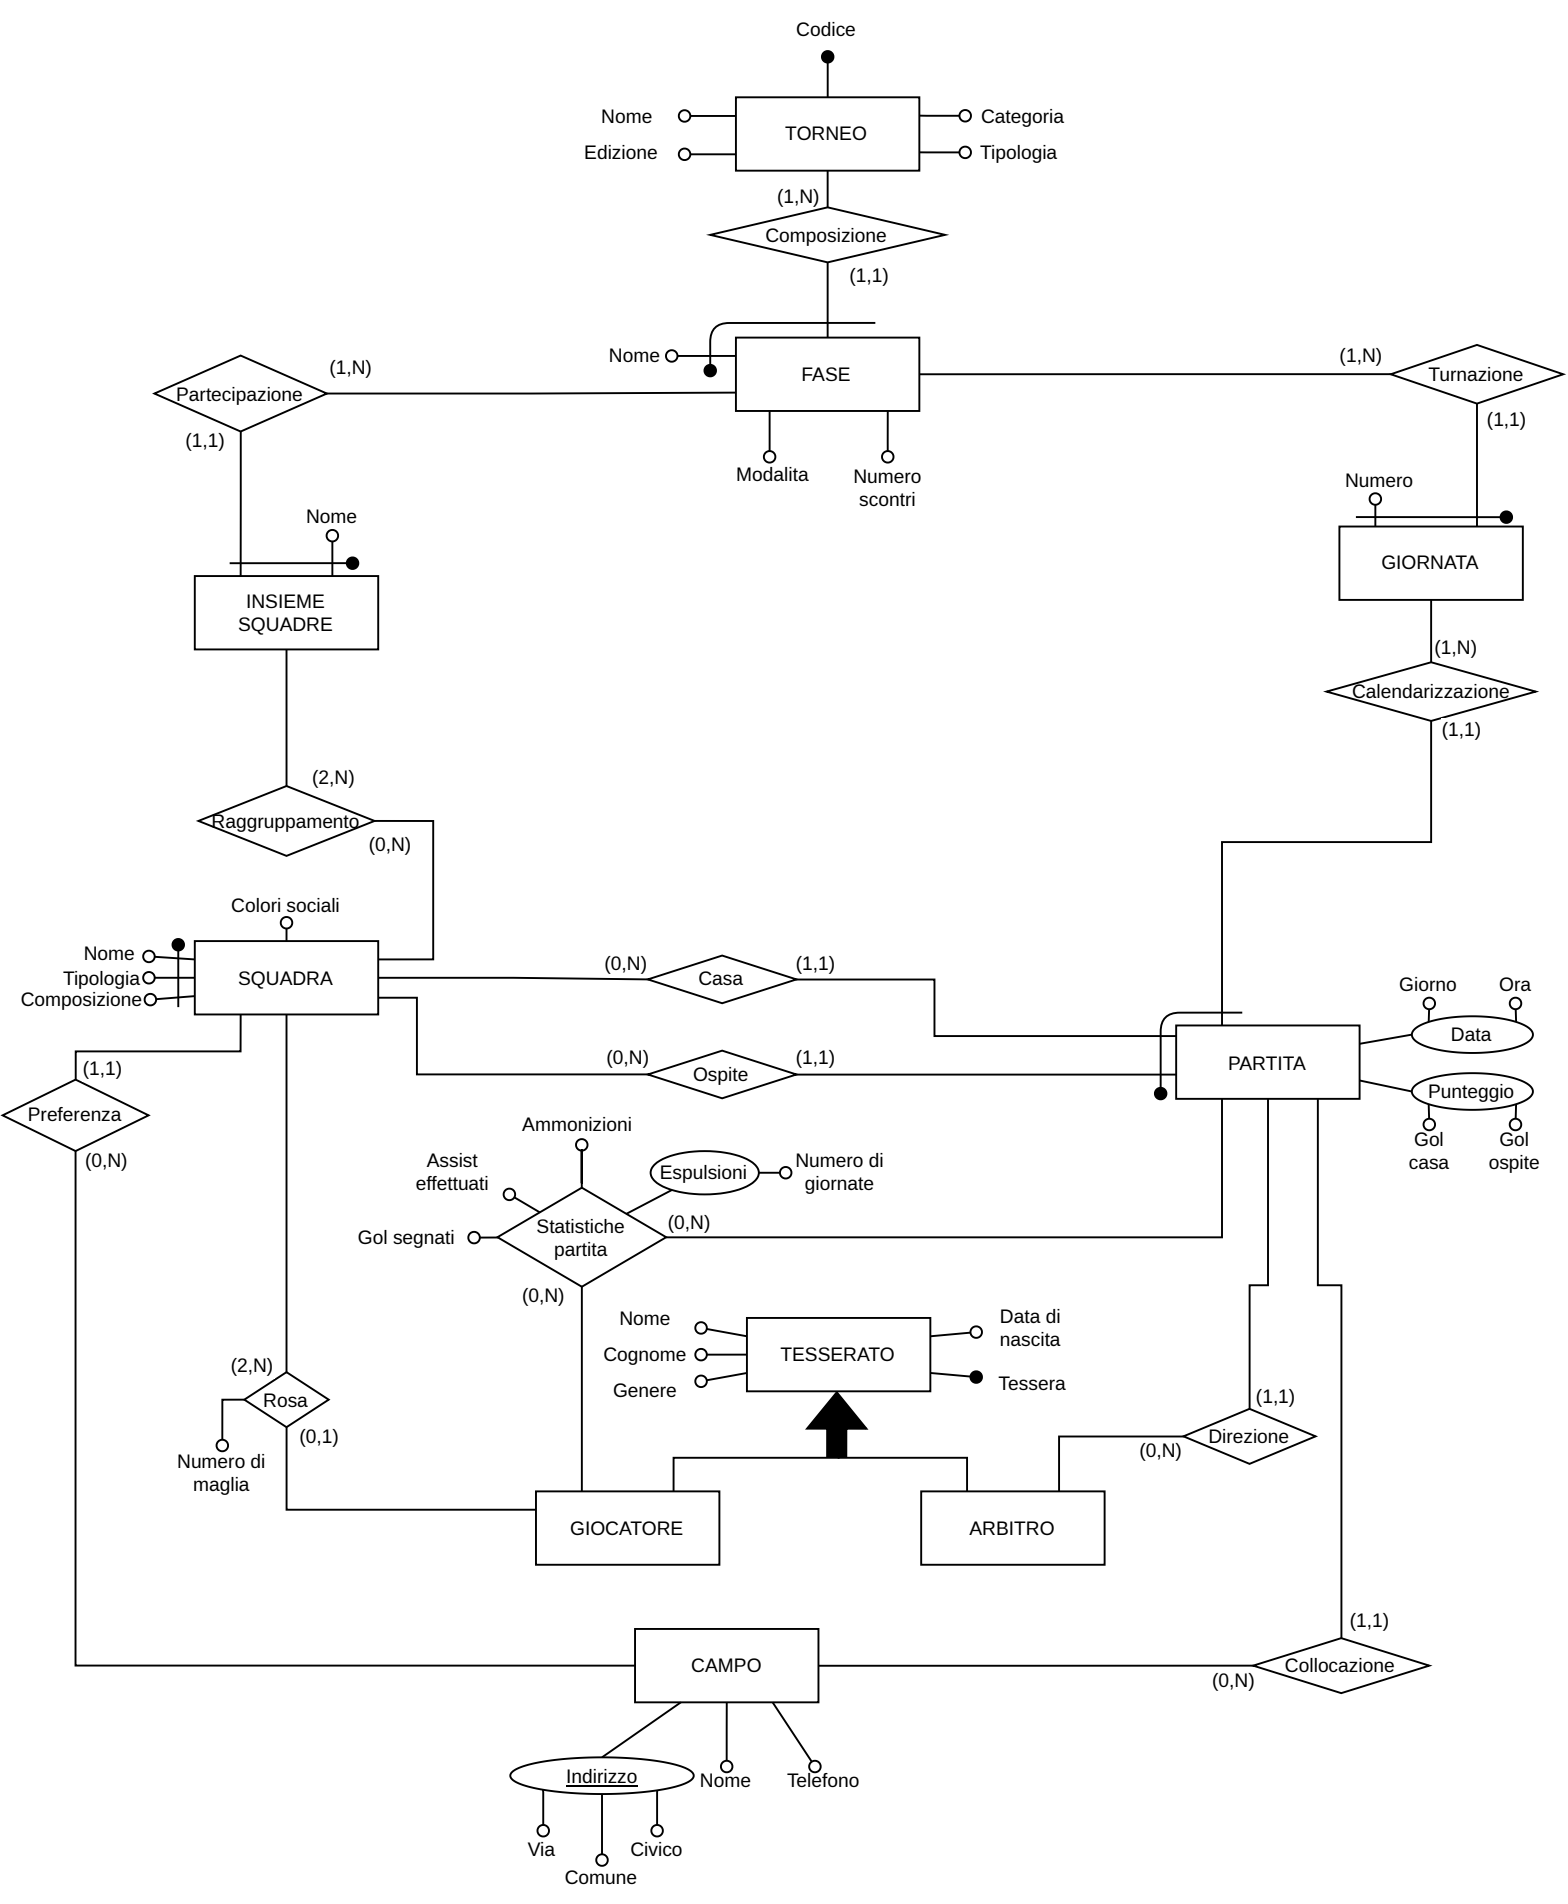 Codice
Nome
Categoria
TORNEO
Edizione
Tipologia
(1,N)
Composizione
(1,1)
Nome
FASE
(1,N)
Partecipazione
(1,1)
(1,N)
Turnazione
(1,1)
Modalita
Numero
scontri
Numero
GIORNATA
Nome
INSIEME
SQUADRE
(1,N)
Calendarizzazione
(1,1)
(2,N)
Raggruppamento
(0,N)
Colori sociali
Nome
Tipologia
Composizione
SQUADRA
(0,N)
Casa
(1,1)
(0,N)
Ospite
(1,1)
Giorno
Ora
Data
PARTITA
Punteggio
Gol
casa
Gol
ospite
(1,1)
Preferenza
(0,N)
Ammonizioni
Assist
effettuati
Espulsioni
Numero di
giornate
Gol segnati
Statistiche
partita
(0,N)
(0,N)
Nome
Cognome
Genere
TESSERATO
Data di
nascita
Tessera
(2,N)
Rosa
(0,1)
Numero di
maglia
(1,1)
Direzione
(0,N)
GIOCATORE
ARBITRO
(1,1)
Collocazione
(0,N)
CAMPO
Indirizzo
Nome
Telefono
Via
Civico
Comune